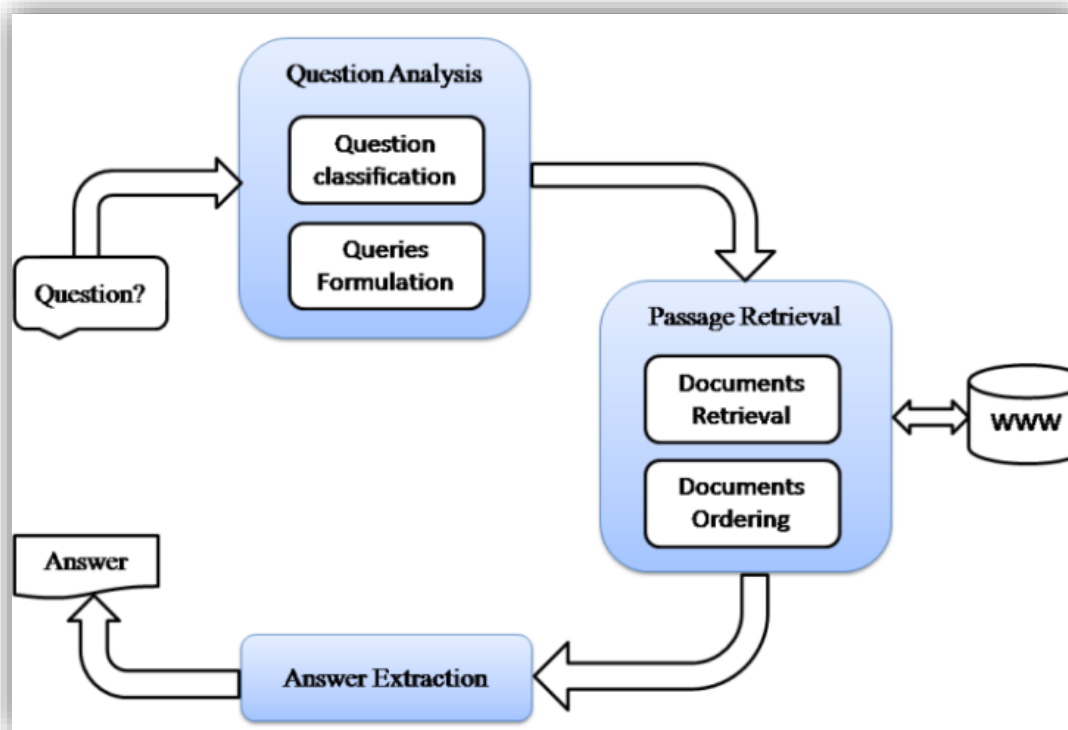 Question Analysis
Question
classification
Queries
Formulation
Question?
Passage Retrieval
Documents
Retrieval
WWW
Documents
Ordering
Answer
Answer Extraction